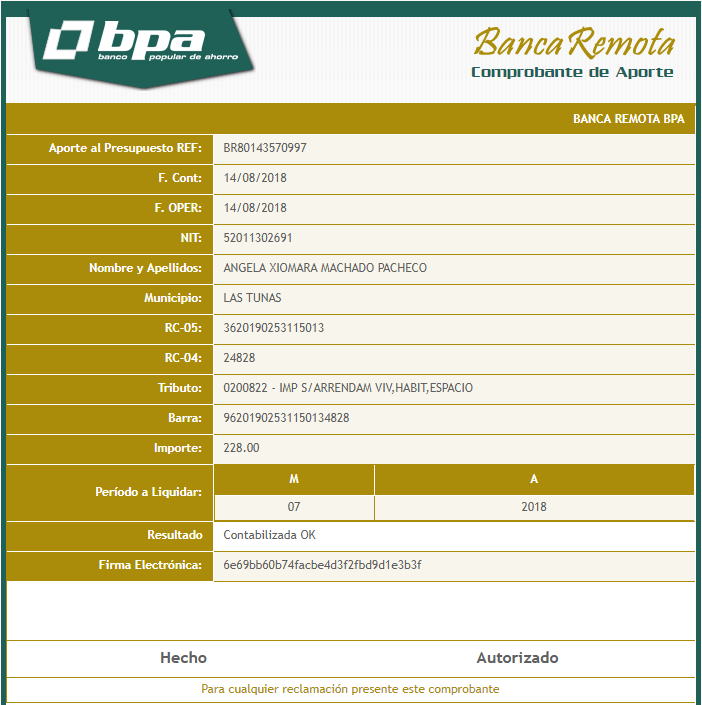 bpa
banco popular de ahorro
Banca Remota
Comprobante de Aporte
BANCA REMOTA BPA
Aporte al Presupuesto REF: BR80143570997
F. Cont: 14/08/2018
F. OPER: 14/08/2018
NIT: 52011302691
Nombre y Apellidos: ANGELA XIOMARA MACHADO PACHECO
Municipio: LAS TUNAS
RC-05: 3620190253115013
RC-04: 24828
Tributo: 0200822 - IMP S/ARRENDAM VIV,HABIT,ESPACIO
Barra: 96201902531150134828
Importe: 228.00
Período a Liquidar: M A
07 2018
Resultado Contabilizada OK
Firma Electrónica: 6e69bb60b74facbe4d3f2fbd9d1e3b3f
Hecho Autorizado
Para cualquier reclamación presente este comprobante